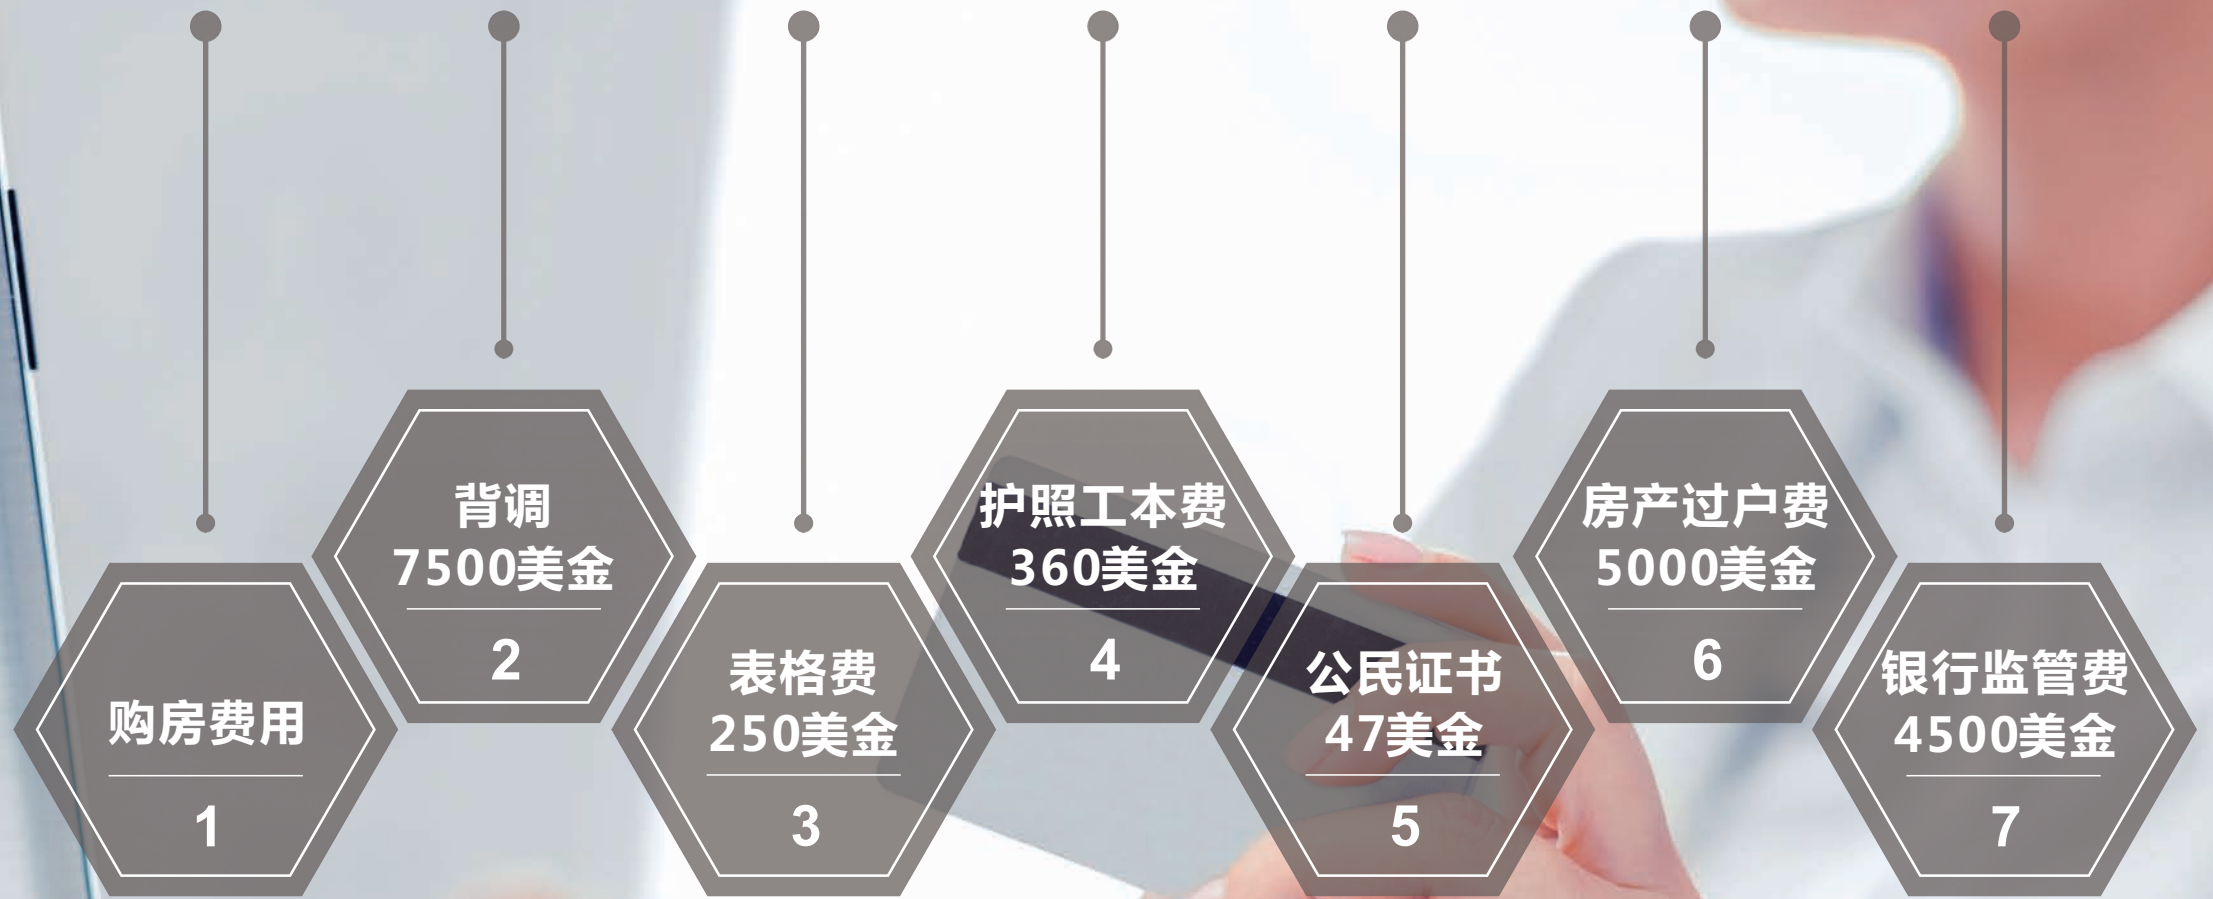 购房费用
1
背调
7500美金
2
表格费
250美金
3
护照工本费
360美金
4
公民证书
47美金
5
房产过户费
5000美金
6
银行监管费
4500美金
7